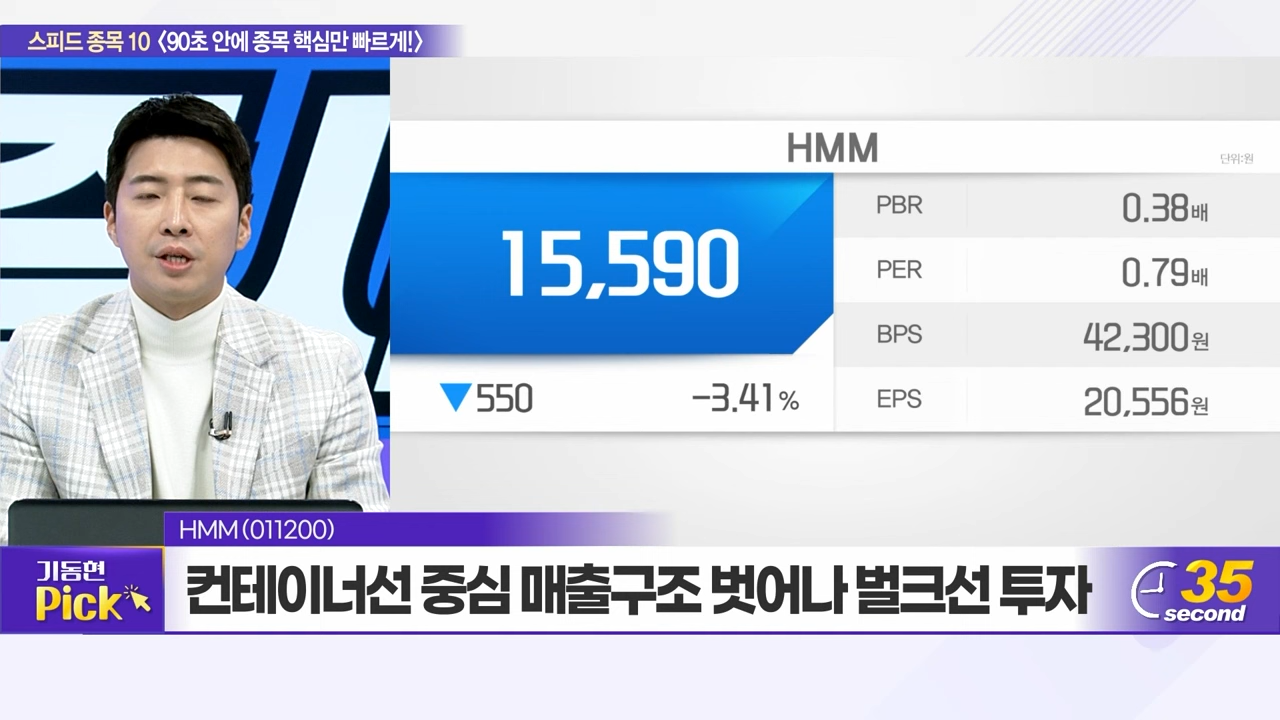 스피드 종목 10 <90초 안에 종목 핵심만 빠르게!>
HMM
단위:원
15,590
▼550 -3.41%
PBR 0.38배
PER 0.79배
BPS 42,300원
EPS 20,556원
HMM(011200)
기동현
Pick
컨테이너선 중심 매출구조 벗어나 벌크선 투자
35
second